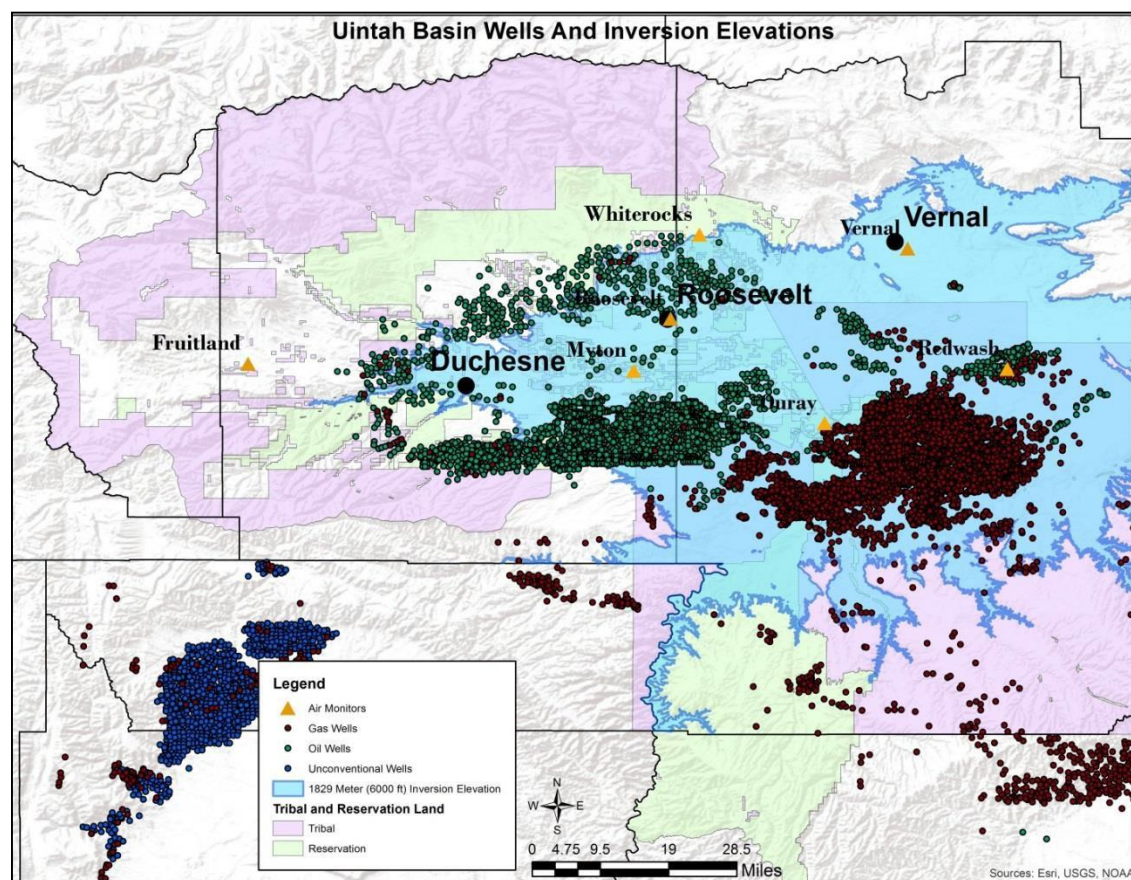 Uintah Basin Wells And Inversion Elevations
Whiterocks
Vernal
Vernal
Roosevelt
Roosevelt
Fruitland
Duchesne
Myton
Redwash
Ouray
Legend
Air Monitors
Gas Wells
Oil Wells
Unconventional Wells
1829 Meter (6000 ft) Inversion Elevation
Tribal and Reservation Land
Tribal
Reservation
N
W E
S
0 4.75 9.5 19 28.5
Miles
Sources: Esri, USGS, NOAA